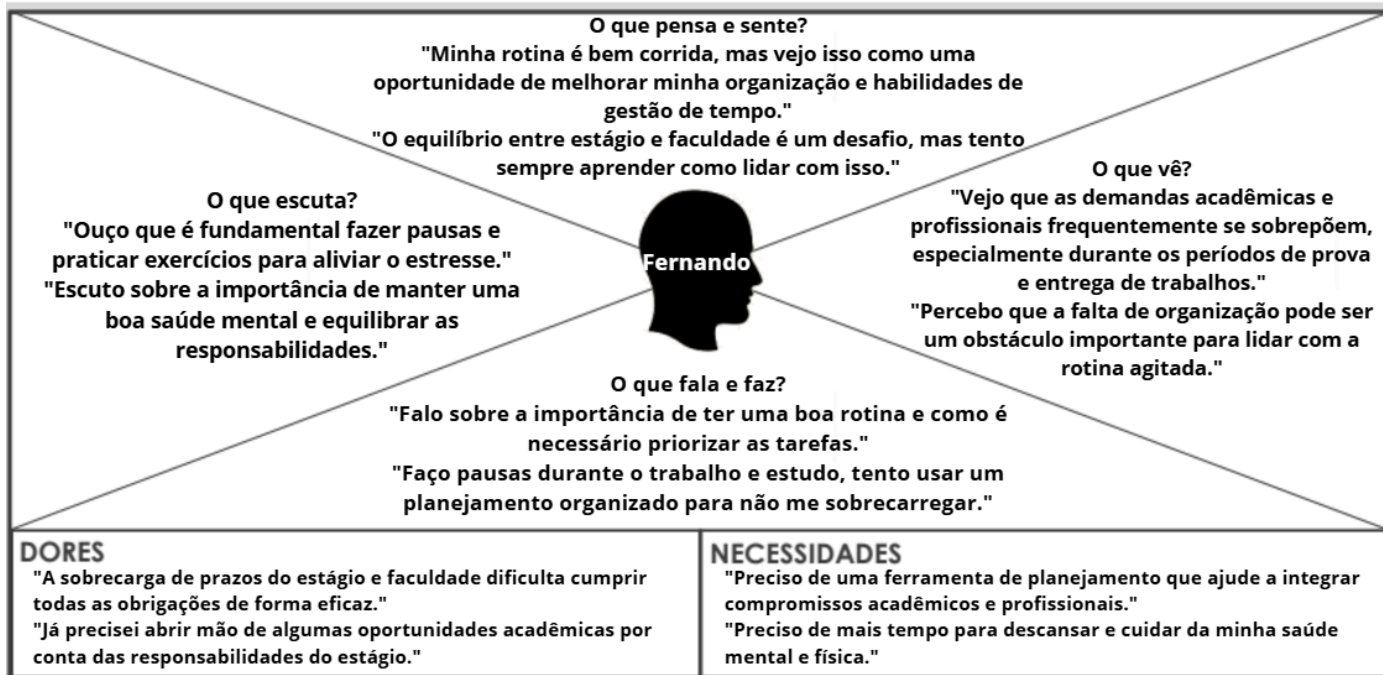 O que pensa e sente?
"Minha rotina é bem corrida, mas vejo isso como uma
oportunidade de melhorar minha organização e habilidades de
gestão de tempo."
"O equilíbrio entre estágio e faculdade é um desafio, mas tento
sempre aprender como lidar com isso."
O que escuta?
"Ouço que é fundamental fazer pausas e
praticar exercícios para aliviar o estresse."
"Escuto sobre a importância de manter uma
boa saúde mental e equilibrar as
responsabilidades."
Fernando
O que vê?
"Vejo que as demandas acadêmicas e
profissionais frequentemente se sobrepõem,
especialmente durante os períodos de prova
e entrega de trabalhos."
"Percebo que a falta de organização pode ser
um obstáculo importante para lidar com a
rotina agitada."
O que fala e faz?
"Falo sobre a importância de ter uma boa rotina e como é
necessário priorizar as tarefas."
"Faço pausas durante o trabalho e estudo, tento usar um
planejamento organizado para não me sobrecarregar."
DORES
"A sobrecarga de prazos do estágio e faculdade dificulta cumprir
todas as obrigações de forma eficaz."
"Já precisei abrir mão de algumas oportunidades acadêmicas por
conta das responsabilidades do estágio."
NECESSIDADES
"Preciso de uma ferramenta de planejamento que ajude a integrar
compromissos acadêmicos e profissionais."
"Preciso de mais tempo para descansar e cuidar da minha saúde
mental e física."